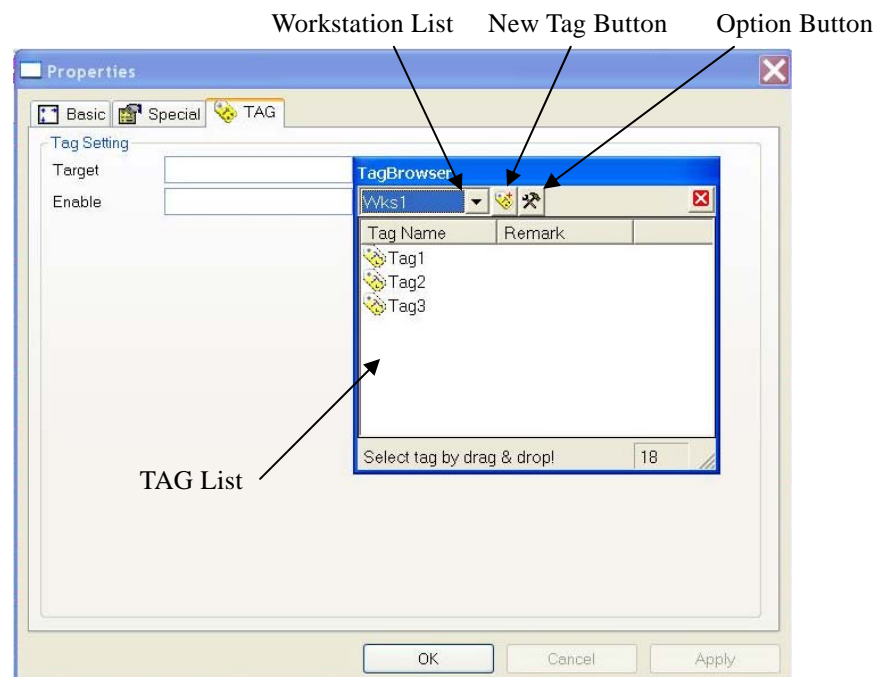 Workstation List New Tag Button Option Button
Properties
Basic Special TAG
Tag Setting
Target
Enable
TagBrowser
Wks1
Tag Name Remark
Tag1
Tag2
Tag3
Select tag by drag & drop! 18
TAG List
OK Cancel Apply